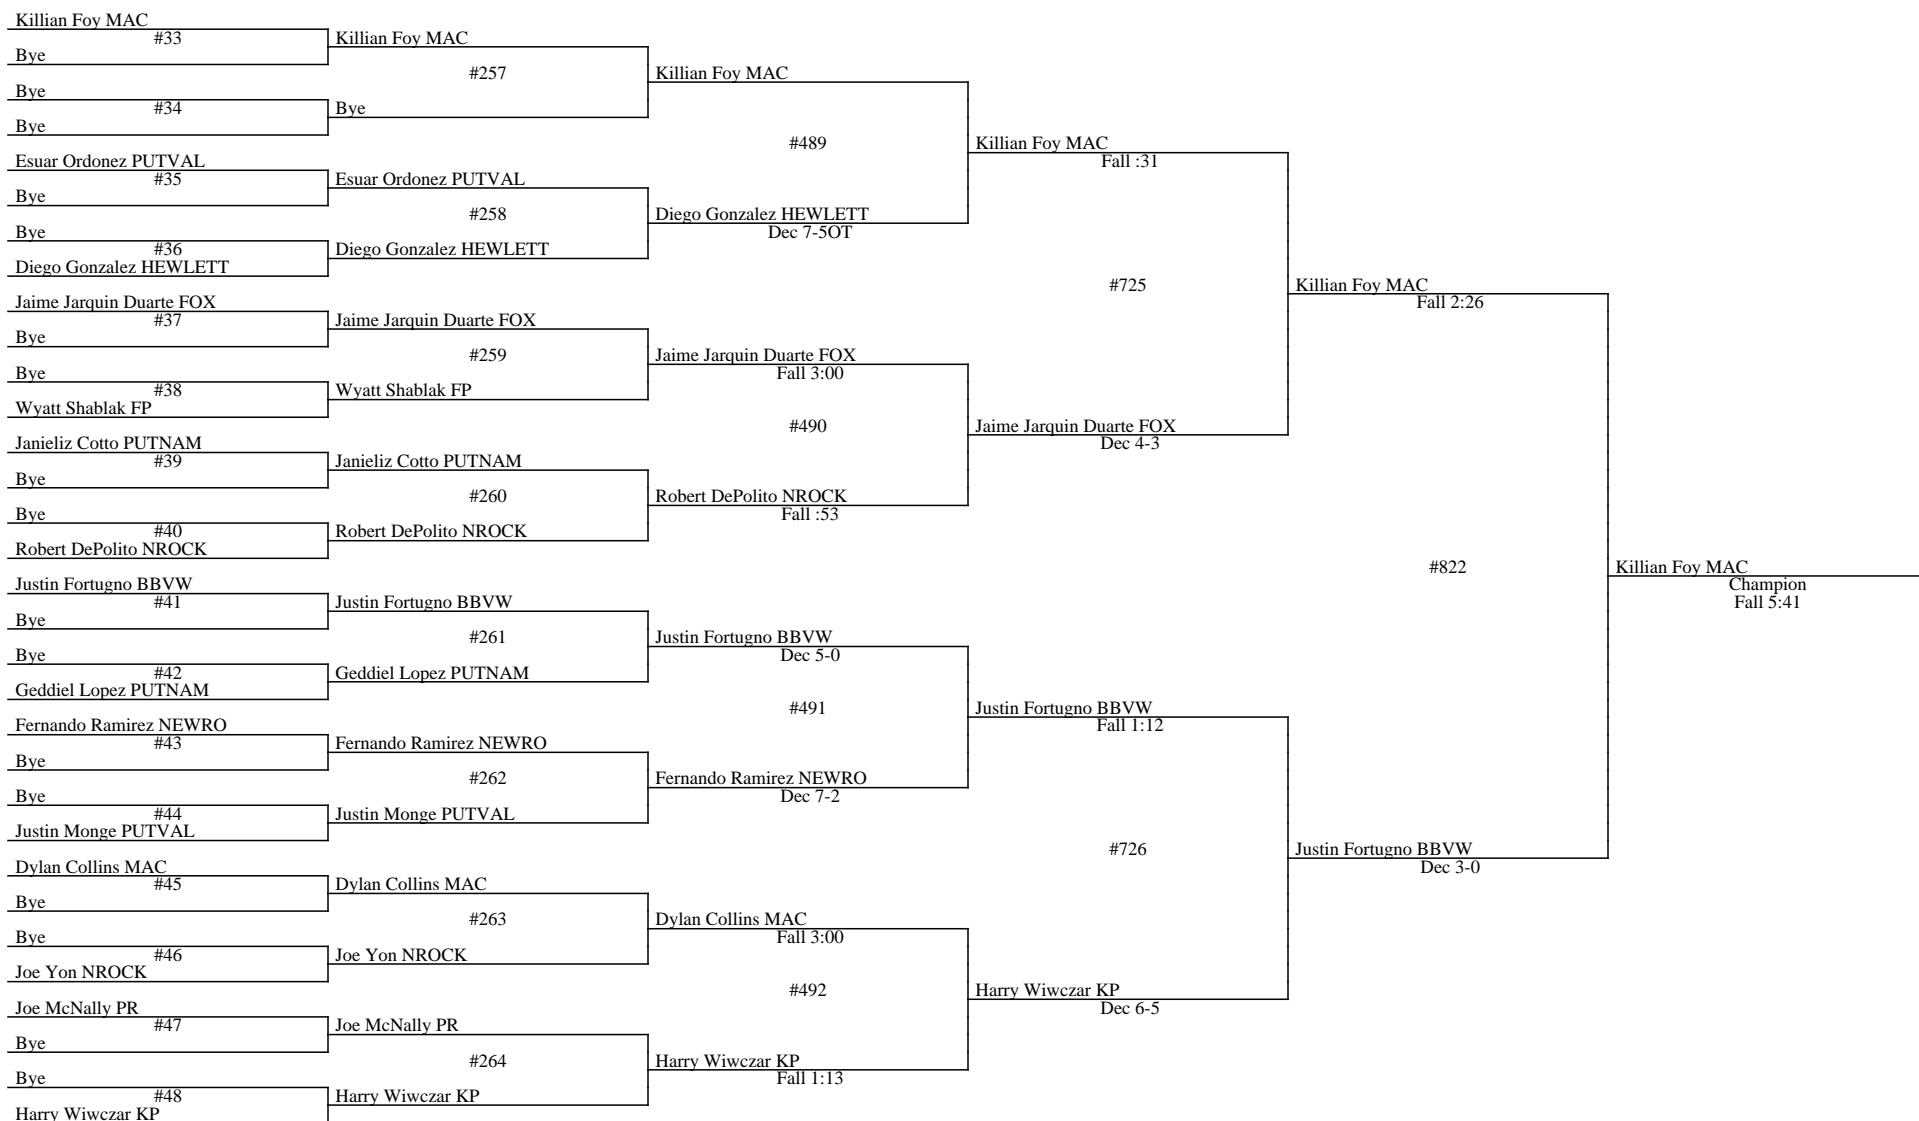 Killian Foy MAC
#33
Bye
Killian Foy MAC
#257
Bye
#34
Bye
Bye
Killian Foy MAC
#489
Esuar Ordonez PUTVAL
#35
Bye
Esuar Ordonez PUTVAL
#258
Bye
#36
Diego Gonzalez HEWLETT
Diego Gonzalez HEWLETT
Diego Gonzalez HEWLETT
Dec 7-5OT
Killian Foy MAC
Fall :31
#725
Jaime Jarquin Duarte FOX
#37
Bye
Jaime Jarquin Duarte FOX
#259
Bye
#38
Wyatt Shablak FP
Wyatt Shablak FP
Jaime Jarquin Duarte FOX
Fall 3:00
#490
Janieliz Cotto PUTNAM
#39
Bye
Janieliz Cotto PUTNAM
#260
Bye
#40
Robert DePolito NROCK
Robert DePolito NROCK
Robert DePolito NROCK
Fall :53
Jaime Jarquin Duarte FOX
Dec 4-3
Killian Foy MAC
Fall 2:26
#822
Killian Foy MAC
Champion
Fall 5:41
Justin Fortugno BBVW
#41
Bye
Justin Fortugno BBVW
#261
Bye
#42
Geddiel Lopez PUTNAM
Geddiel Lopez PUTNAM
Justin Fortugno BBVW
Dec 5-0
#491
Fernando Ramirez NEWRO
#43
Bye
Fernando Ramirez NEWRO
#262
Bye
#44
Justin Monge PUTVAL
Justin Monge PUTVAL
Fernando Ramirez NEWRO
Dec 7-2
Justin Fortugno BBVW
Fall 1:12
#726
Justin Fortugno BBVW
Dec 3-0
Dylan Collins MAC
#45
Bye
Dylan Collins MAC
#263
Bye
#46
Joe Yon NROCK
Joe Yon NROCK
Dylan Collins MAC
Fall 3:00
#492
Joe McNally PR
#47
Bye
Joe McNally PR
#264
Bye
#48
Harry Wiwczar KP
Harry Wiwczar KP
Harry Wiwczar KP
Fall 1:13
Harry Wiwczar KP
Dec 6-5